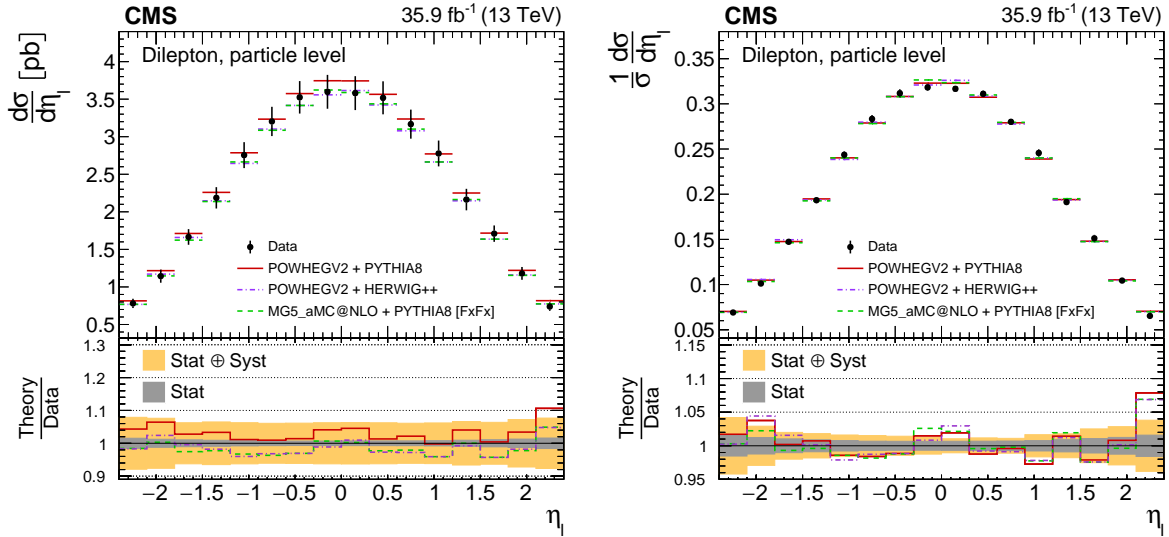 CMS 35.9 fb⁻¹ (13 TeV)
Dilepton, particle level
dσ/dηₗ [pb]
4
3.5
3
2.5
2
1.5
1
0.5
Data
POWHEGV2 + PYTHIA8
POWHEGV2 + HERWIG++
MG5_aMC@NLO + PYTHIA8 [FxFx]
Theory/Data
1.3
1.2
1.1
1
0.9
Stat ⊕ Syst
Stat
−2 −1.5 −1 −0.5 0 0.5 1 1.5 2
ηₗ
CMS 35.9 fb⁻¹ (13 TeV)
Dilepton, particle level
1/σ dσ/dηₗ
0.35
0.3
0.25
0.2
0.15
0.1
0.05
Data
POWHEGV2 + PYTHIA8
POWHEGV2 + HERWIG++
MG5_aMC@NLO + PYTHIA8 [FxFx]
Theory/Data
1.15
1.1
1.05
1
0.95
Stat ⊕ Syst
Stat
−2 −1.5 −1 −0.5 0 0.5 1 1.5 2
ηₗ